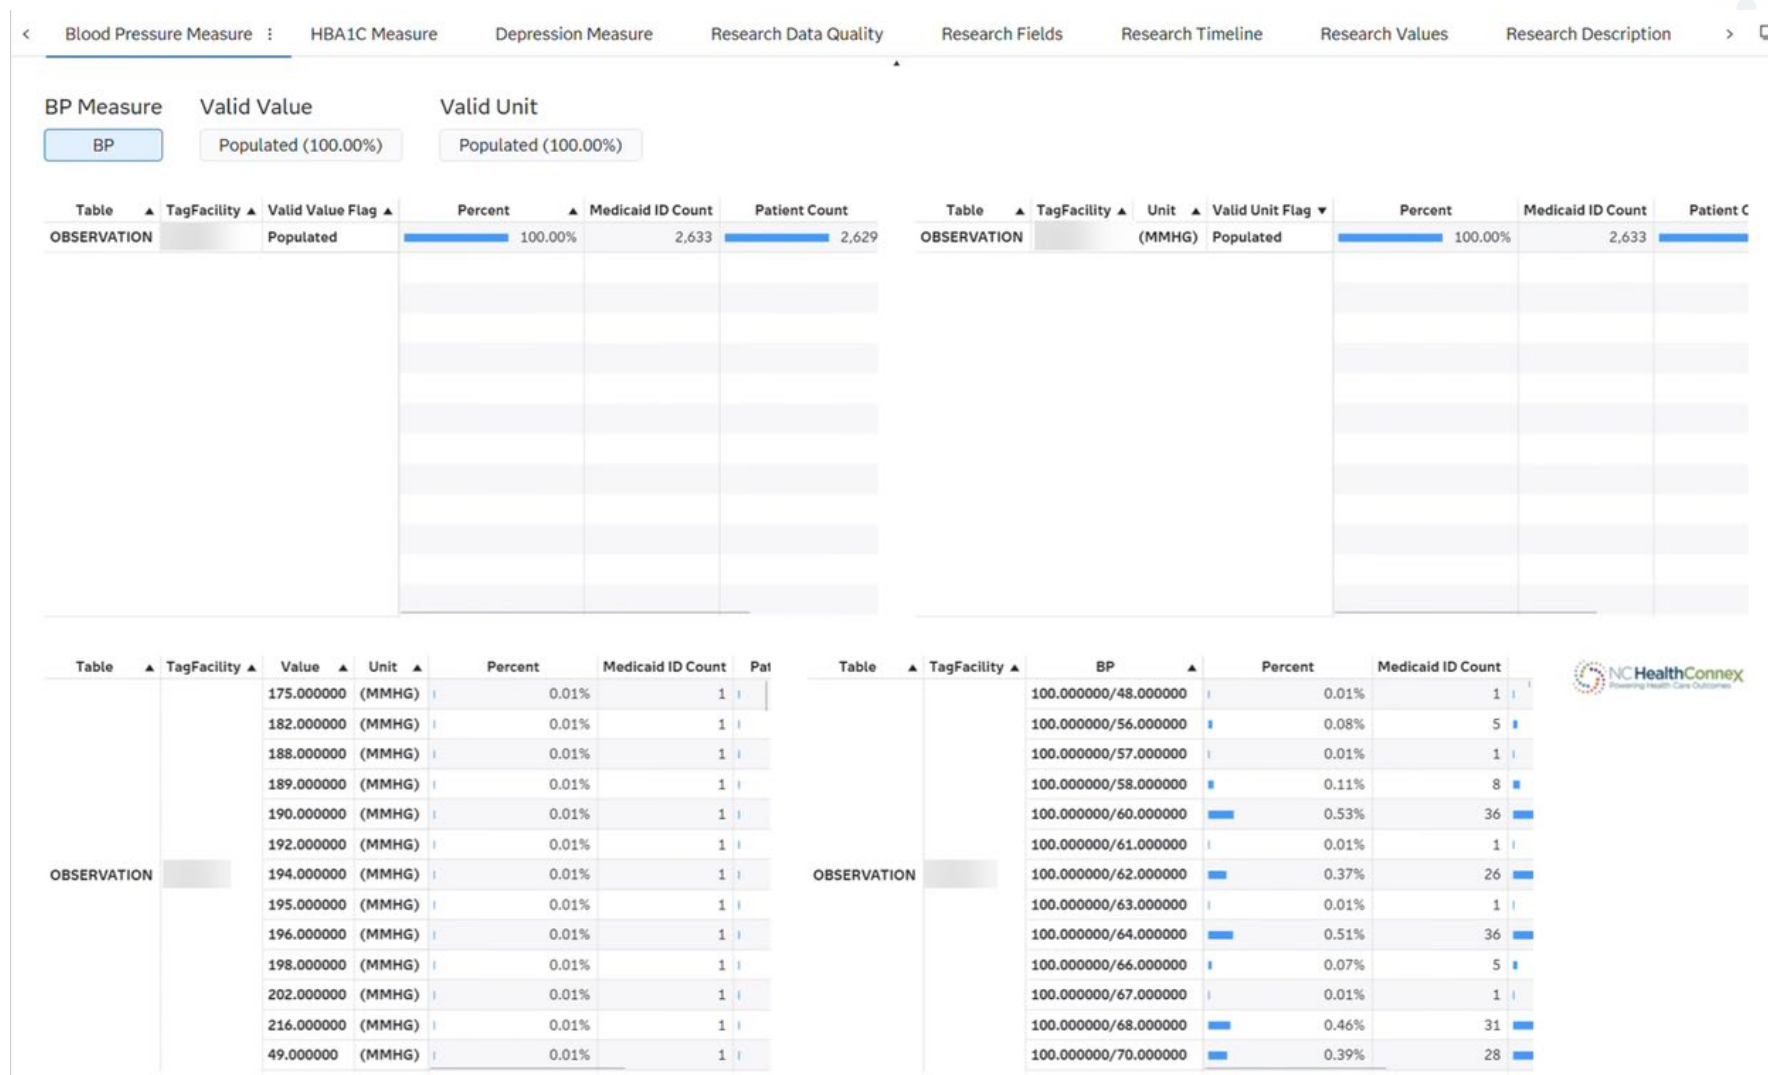 Blood Pressure Measure HBA1C Measure Depression Measure Research Data Quality Research Fields Research Timeline Research Values Research Description
BP Measure Valid Value Valid Unit
BP Populated (100.00%) Populated (100.00%)
Table TagFacility Valid Value Flag Percent Medicaid ID Count Patient Count
OBSERVATION Populated 100.00% 2,633 2,629
Table TagFacility Unit Valid Unit Flag Percent Medicaid ID Count Patient C
OBSERVATION (MMHG) Populated 100.00% 2,633
Table TagFacility Value Unit Percent Medicaid ID Count Pat
175.000000 (MMHG) 0.01% 1
182.000000 (MMHG) 0.01% 1
188.000000 (MMHG) 0.01% 1
189.000000 (MMHG) 0.01% 1
190.000000 (MMHG) 0.01% 1
192.000000 (MMHG) 0.01% 1
OBSERVATION 194.000000 (MMHG) 0.01% 1
195.000000 (MMHG) 0.01% 1
196.000000 (MMHG) 0.01% 1
198.000000 (MMHG) 0.01% 1
202.000000 (MMHG) 0.01% 1
216.000000 (MMHG) 0.01% 1
49.000000 (MMHG) 0.01% 1
Table TagFacility BP Percent Medicaid ID Count
100.000000/48.000000 0.01% 1
100.000000/56.000000 0.08% 5
100.000000/57.000000 0.01% 1
100.000000/58.000000 0.11% 8
100.000000/60.000000 0.53% 36
100.000000/61.000000 0.01% 1
OBSERVATION 100.000000/62.000000 0.37% 26
100.000000/63.000000 0.01% 1
100.000000/64.000000 0.51% 36
100.000000/66.000000 0.07% 5
100.000000/67.000000 0.01% 1
100.000000/68.000000 0.46% 31
100.000000/70.000000 0.39% 28
NCHealthConnex
Powering Health Care Outcomes